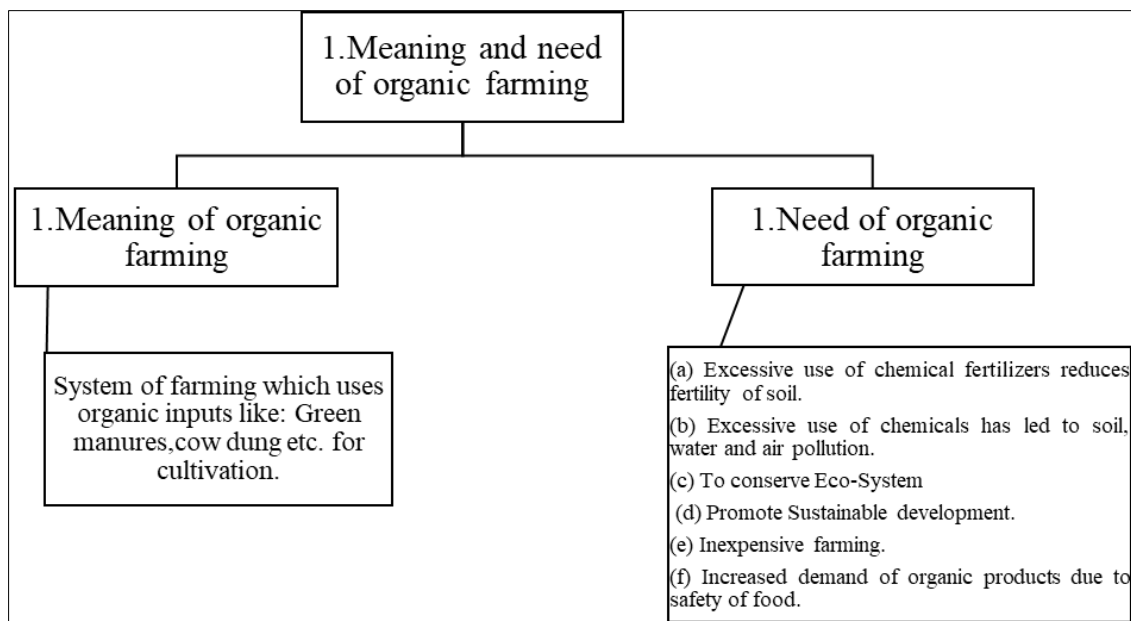 1.Meaning and need
of organic farming
1.Meaning of organic
farming
System of farming which uses
organic inputs like: Green
manures,cow dung etc. for
cultivation.
1.Need of organic
farming
(a) Excessive use of chemical fertilizers reduces
fertility of soil.
(b) Excessive use of chemicals has led to soil,
water and air pollution.
(c) To conserve Eco-System
(d) Promote Sustainable development.
(e) Inexpensive farming.
(f) Increased demand of organic products due to
safety of food.